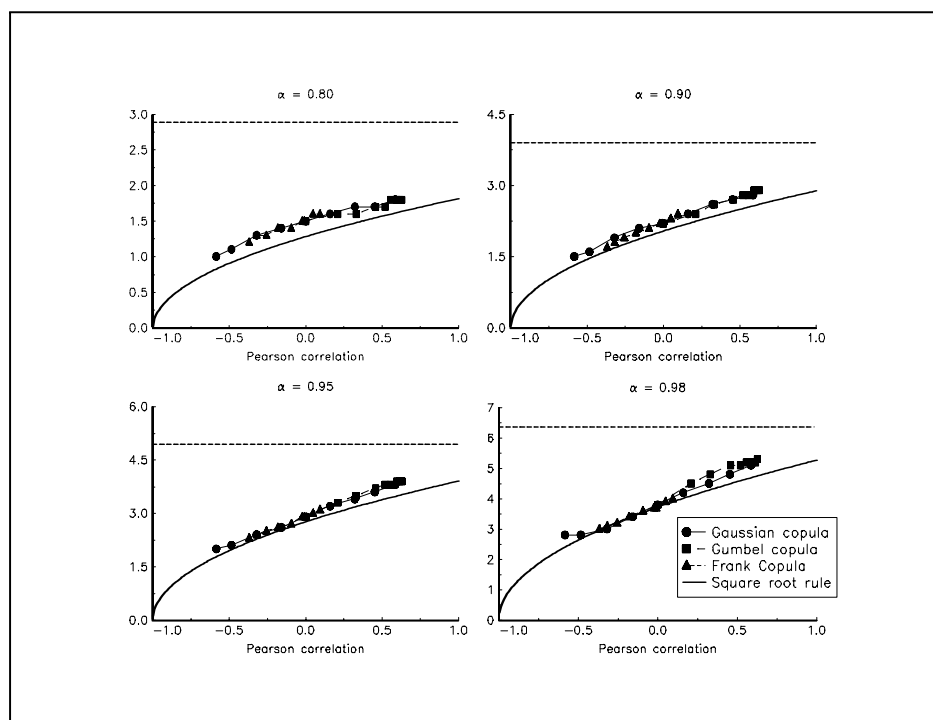 α = 0.80
3.0
2.5
2.0
1.5
1.0
0.5
0.0
−1.0 −0.5 0.0 0.5 1.0
Pearson correlation
α = 0.90
4.5
3.0
1.5
0.0
−1.0 −0.5 0.0 0.5 1.0
Pearson correlation
α = 0.95
6.0
4.5
3.0
1.5
0.0
−1.0 −0.5 0.0 0.5 1.0
Pearson correlation
α = 0.98
7
6
5
4
3
2
1
0
−1.0 −0.5 0.0 0.5 1.0
Pearson correlation
Gaussian copula
Gumbel copula
Frank Copula
Square root rule